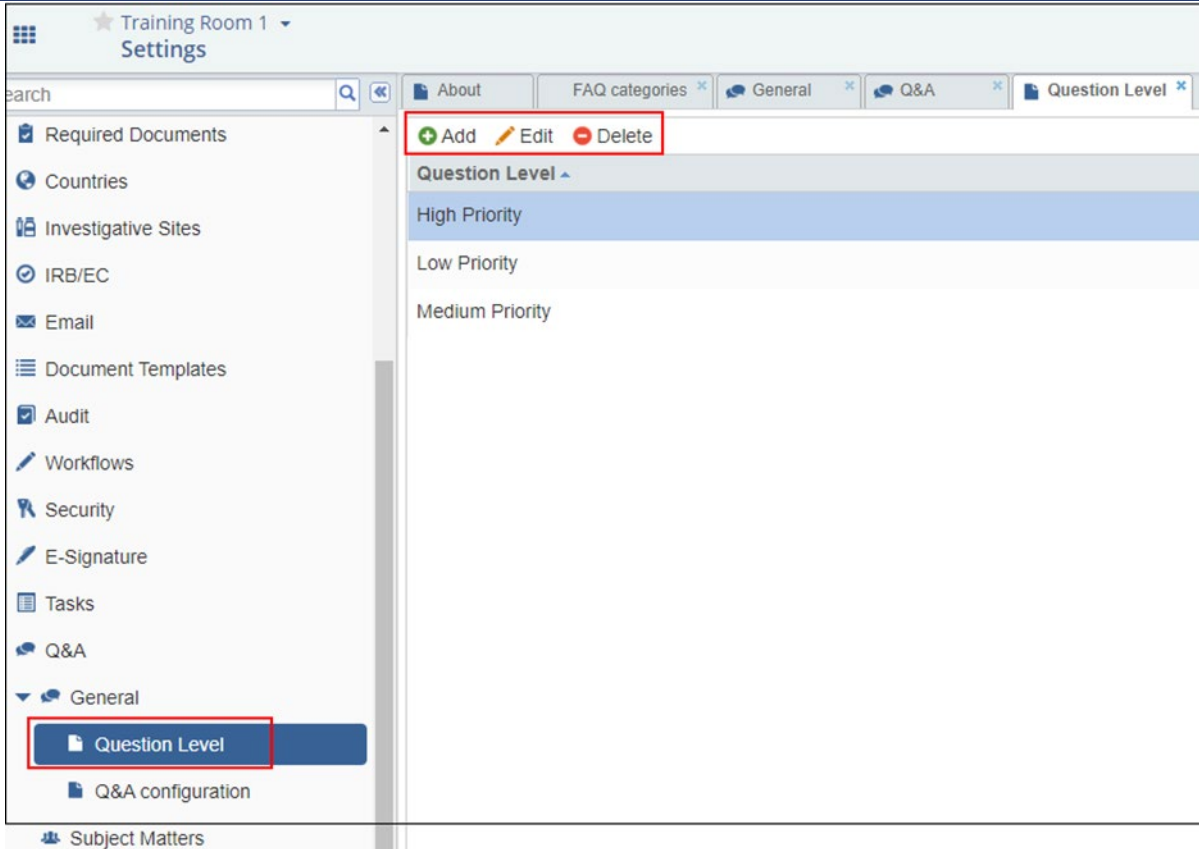 Training Room 1
Settings
earch
About
FAQ categories
General
Q&A
Question Level
Required Documents
Countries
Investigative Sites
IRB/EC
Email
Document Templates
Audit
Workflows
Security
E-Signature
Tasks
Q&A
General
Question Level
Q&A configuration
Subject Matters
Add Edit Delete
Question Level
High Priority
Low Priority
Medium Priority